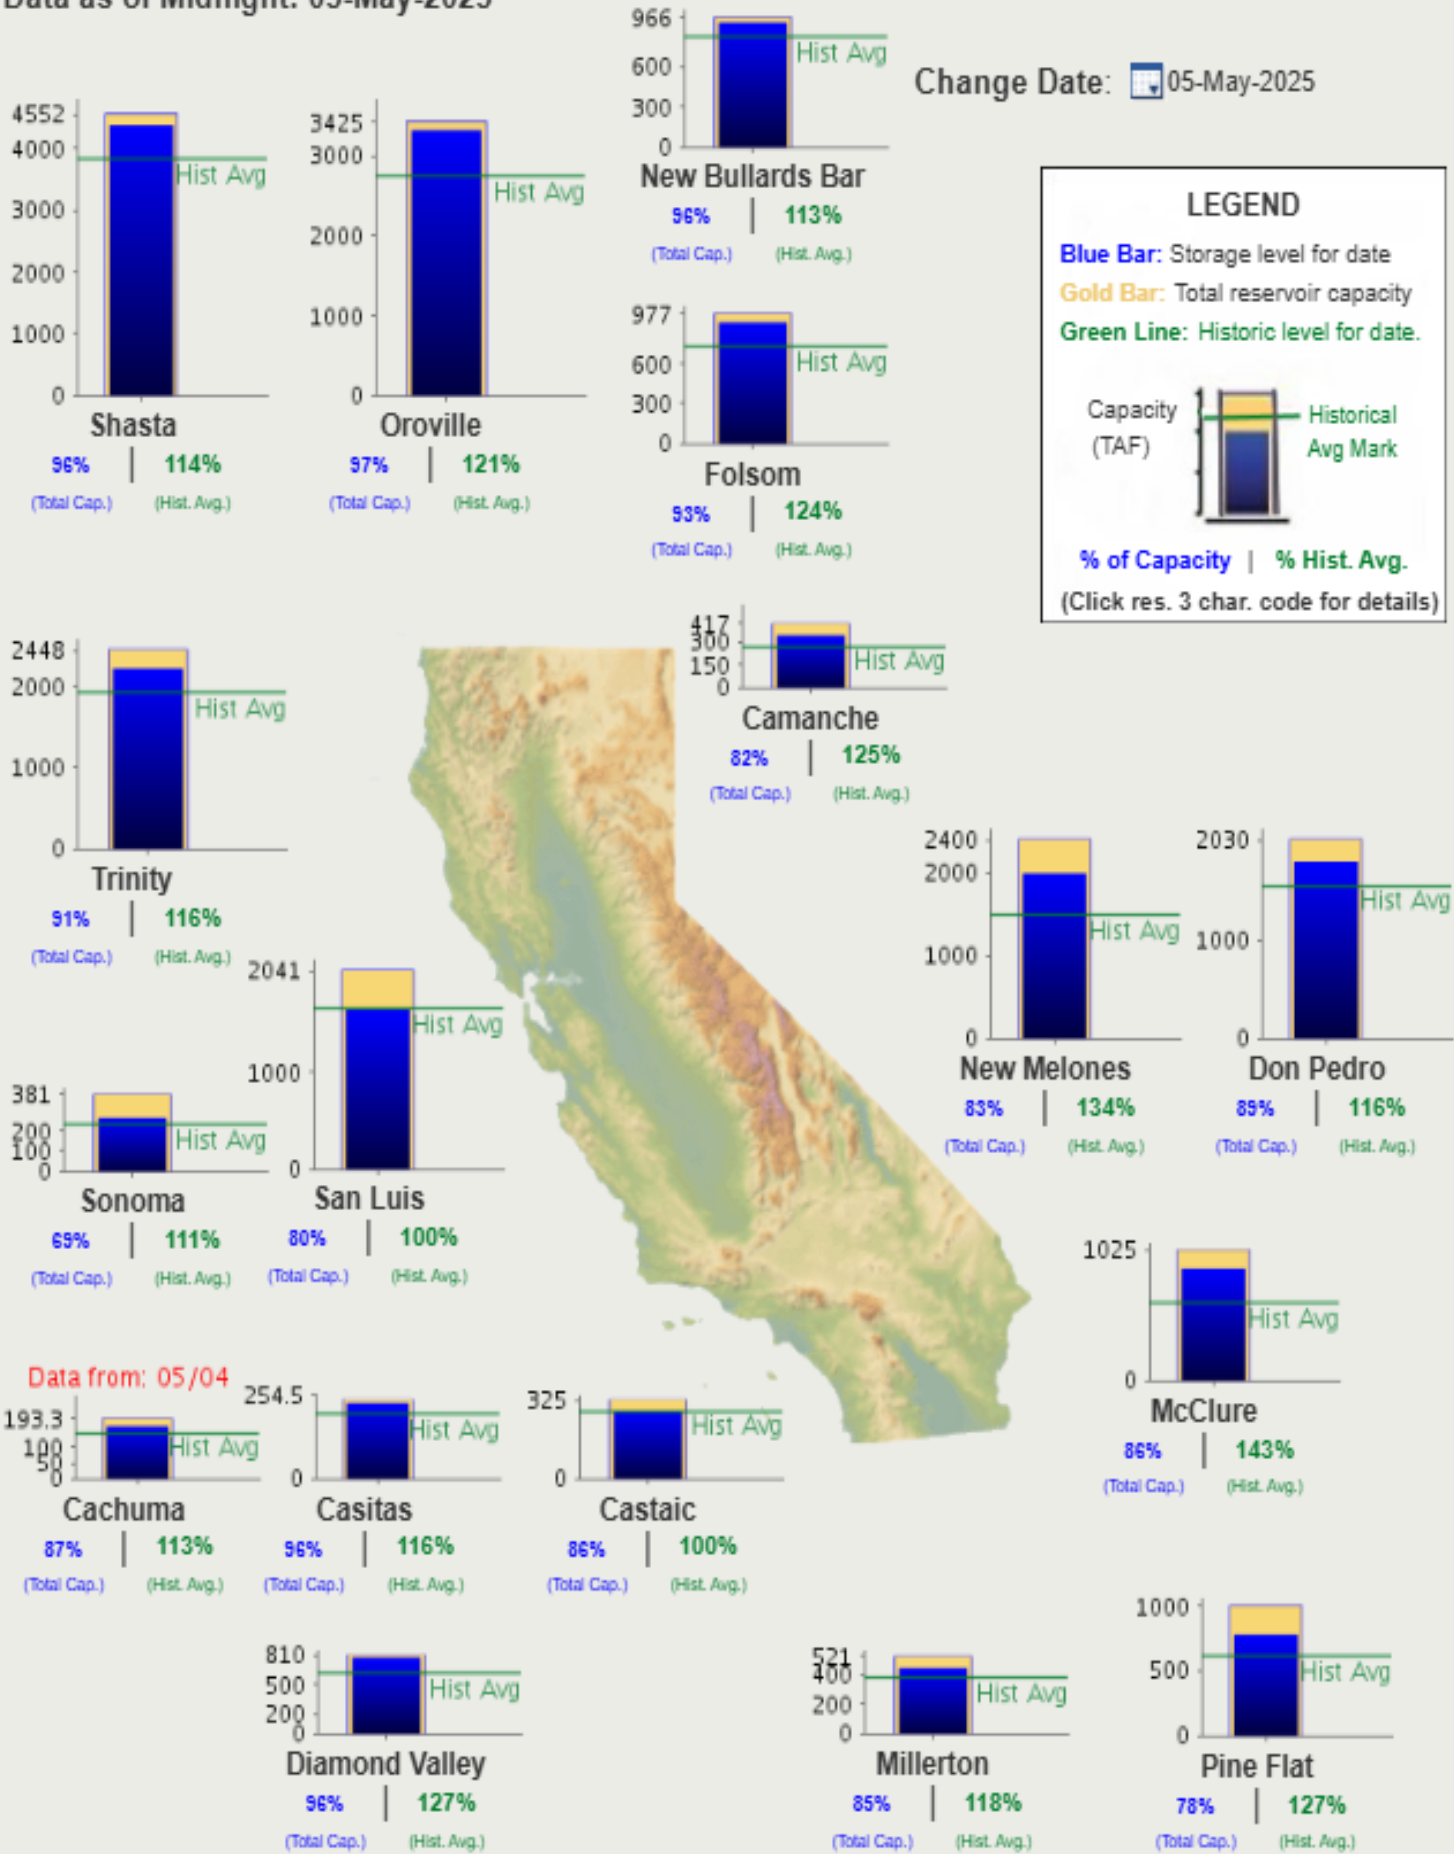 Data as of Midnight: 05-May-2025
966
600
300
0
Hist Avg
New Bullards Bar
96% | 113%
(Total Cap.) (Hist. Avg.)
Change Date: 05-May-2025
4552
4000
3000
2000
1000
0
Hist Avg
Shasta
96% | 114%
(Total Cap.) (Hist. Avg.)
3425
3000
2000
1000
0
Hist Avg
Oroville
97% | 121%
(Total Cap.) (Hist. Avg.)
977
600
300
0
Hist Avg
Folsom
93% | 124%
(Total Cap.) (Hist. Avg.)
LEGEND
Blue Bar: Storage level for date
Gold Bar: Total reservoir capacity
Green Line: Historic level for date.
Capacity
(TAF)
Historical
Avg Mark
% of Capacity | % Hist. Avg.
(Click res. 3 char. code for details)
2448
2000
1000
0
Hist Avg
Trinity
91% | 116%
(Total Cap.) (Hist. Avg.)
417
300
150
0
Hist Avg
Camanche
82% | 125%
(Total Cap.) (Hist. Avg.)
2400
2000
1000
0
Hist Avg
New Melones
83% | 134%
(Total Cap.) (Hist. Avg.)
2030
1000
0
Hist Avg
Don Pedro
89% | 116%
(Total Cap.) (Hist. Avg.)
381
200
100
0
Hist Avg
Sonoma
69% | 111%
(Total Cap.) (Hist. Avg.)
2041
1000
0
Hist Avg
San Luis
80% | 100%
(Total Cap.) (Hist. Avg.)
1025
0
Hist Avg
McClure
86% | 143%
(Total Cap.) (Hist. Avg.)
Data from: 05/04
193.3
100
50
0
Hist Avg
Cachuma
87% | 113%
(Total Cap.) (Hist. Avg.)
254.5
0
Hist Avg
Casitas
96% | 116%
(Total Cap.) (Hist. Avg.)
325
0
Hist Avg
Castaic
86% | 100%
(Total Cap.) (Hist. Avg.)
810
500
200
0
Hist Avg
Diamond Valley
96% | 127%
(Total Cap.) (Hist. Avg.)
521
400
200
0
Hist Avg
Millerton
85% | 118%
(Total Cap.) (Hist. Avg.)
1000
500
0
Hist Avg
Pine Flat
78% | 127%
(Total Cap.) (Hist. Avg.)